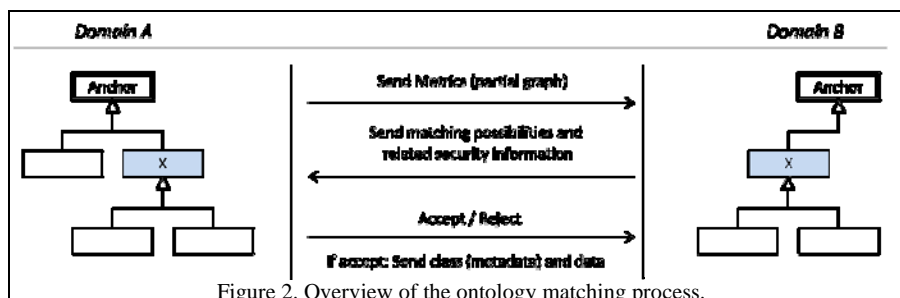 Domain A
Domain B
Anchor
Send Metrics (partial graph)
Anchor
Send matching possibilities and
related security information
X
X
Accept / Reject
If accept: Send class (metadata) and data
Figure 2. Overview of the ontology matching process.